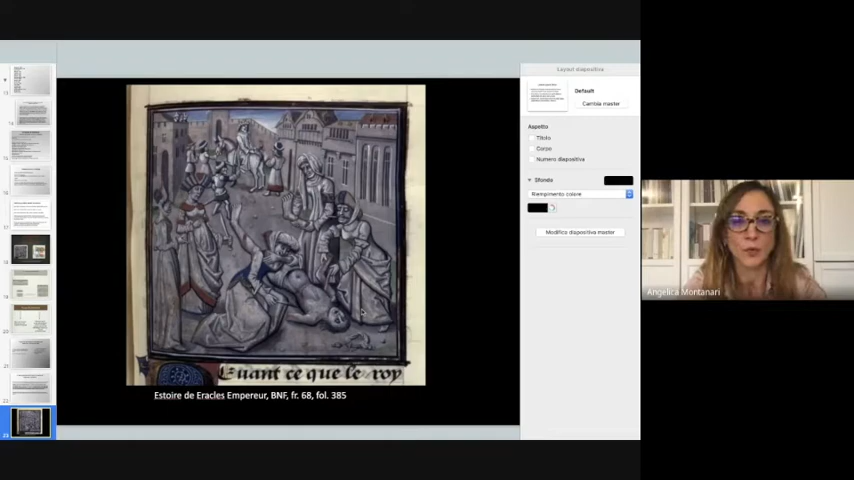 Layout diapositiva
Default
Cambia master
Aspetto
Titolo
Corpo
Numero diapositiva
Sfondo
Riempimento colore
Modifica diapositiva master
Quant ce que le roy
Estoire de Eracles Empereur, BNF, fr. 68, fol. 385
Angelica Montanari